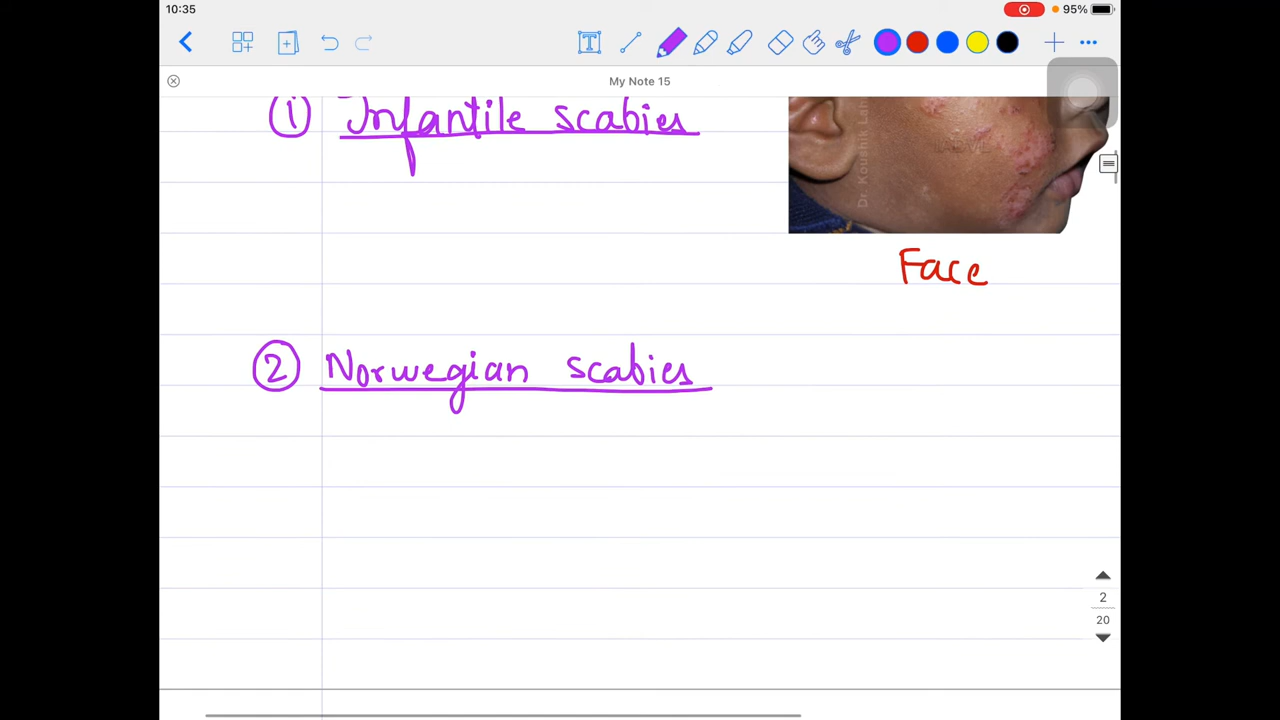 10:35
95%
My Note 15
① Infantile scabies
Face
② Norwegian scabies
2
20